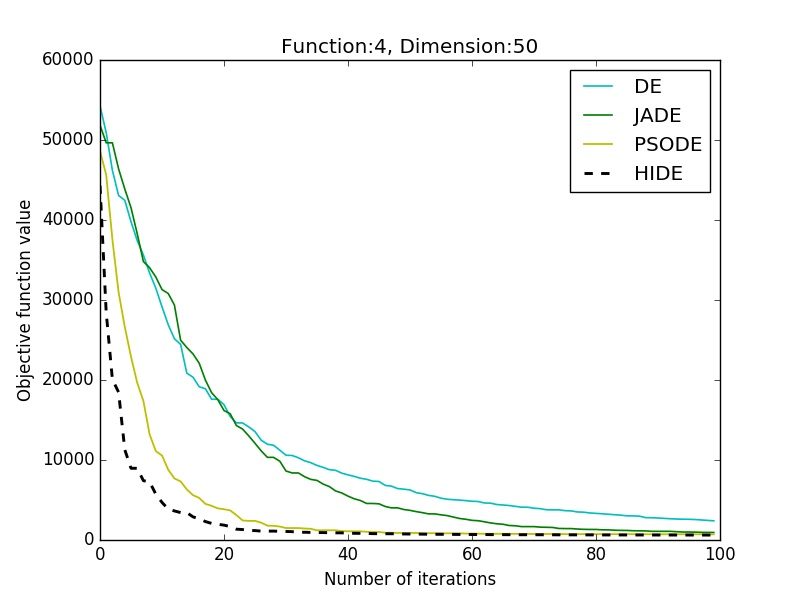 Function:4, Dimension:50
60000
50000
40000
30000
20000
10000
0
Objective function value
DE
JADE
PSODE
HIDE
0 20 40 60 80 100
Number of iterations